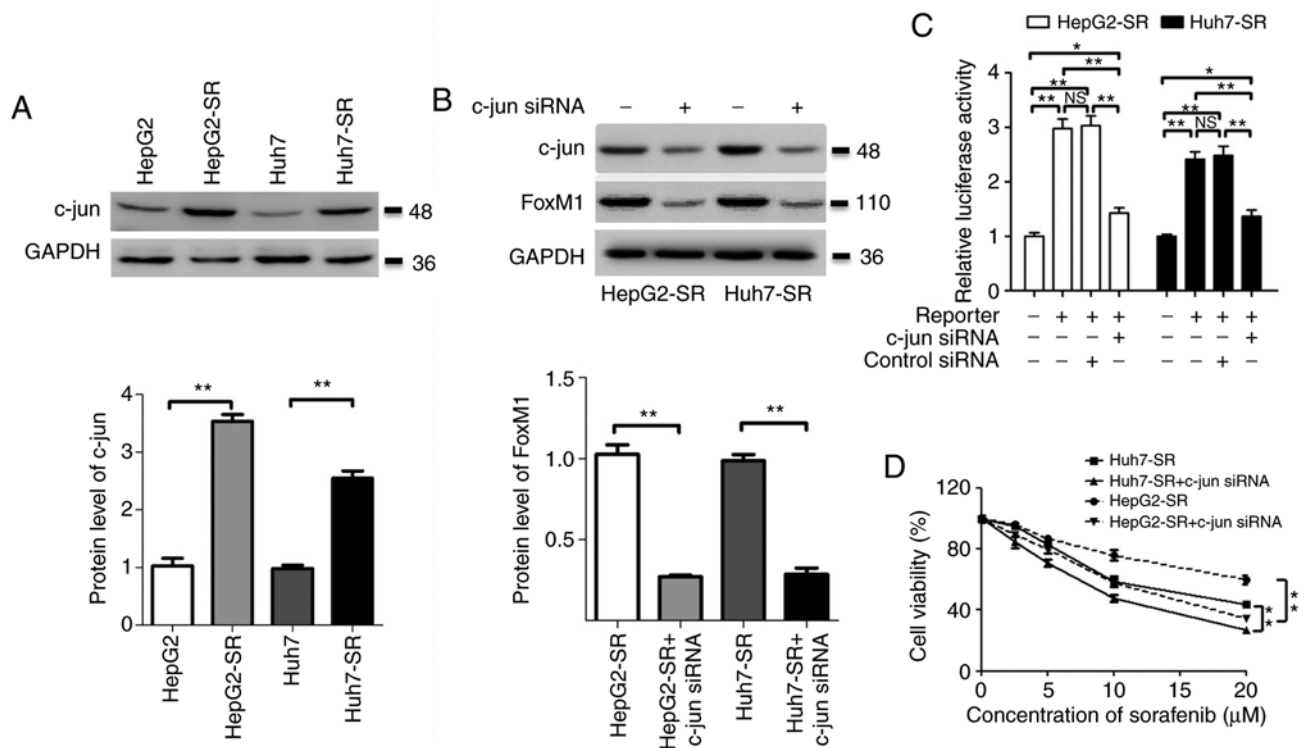 A
HepG2
HepG2-SR
Huh7
Huh7-SR
c-jun
48
GAPDH
36
Protein level of c-jun
4
3
2
1
0
**
**
HepG2
HepG2-SR
Huh7
Huh7-SR
B
c-jun siRNA – + – +
c-jun
48
FoxM1
110
GAPDH
36
HepG2-SR Huh7-SR
Protein level of FoxM1
1.5
1.0
0.5
**
**
HepG2-SR
HepG2-SR+
c-jun siRNA
Huh7-SR
Huh7-SR+
c-jun siRNA
C
HepG2-SR Huh7-SR
Relative luciferase activity
4
3
2
1
0
*
**
**
** NS **
*
**
**
** NS **
Reporter – + + + – + + +
c-jun siRNA – – – + – – – +
Control siRNA – – + – – – + –
D
Huh7-SR
Huh7-SR+c-jun siRNA
HepG2-SR
HepG2-SR+c-jun siRNA
Cell viability (%)
120
80
40
0
**
**
0 5 10 15 20
Concentration of sorafenib (μM)